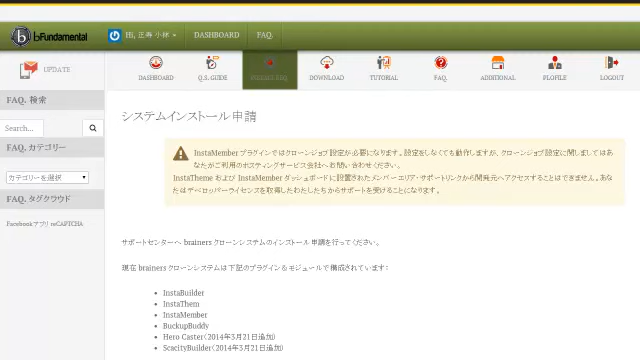 bFundamental
Hi, 正寿 小林
DASHBOARD
FAQ.
UPDATE
DASHBOARD
Q.S. GUIDE
DOWNLOAD
TUTORIAL
FAQ.
ADDITIONAL
PLOFILE
LOGOUT
FAQ. 検索
Search...
FAQ. カテゴリー
カテゴリーを選択
FAQ. タグクラウド
Facebookアプリ reCAPTCHA
システムインストール申請
InstaMember プラグインではクローンジョブ設定が必要になります。設定をしなくても動作しますが、クローンジョブ設定に関しましてはあ
なたがご利用のホスティングサービス会社へお問い合わせください。
InstaTheme および InstaMember ダッシュボードに設置されたメンバーエリア・サポートリンクから開発元へアクセスすることはできません。あな
たはデベロッパーライセンスを取得したわたしたちからサポートを受けることになります。
サポートセンターへ brainers クローンシステムのインストール申請を行ってください。
現在 brainers クローンシステムは下記のプラグイン＆モジュールで構成されています：
InstaBuilder
InstaThem
InstaMember
BuckupBuddy
Hero Caster（2014年3月21日追加）
ScacityBuilder（2014年3月21日追加）